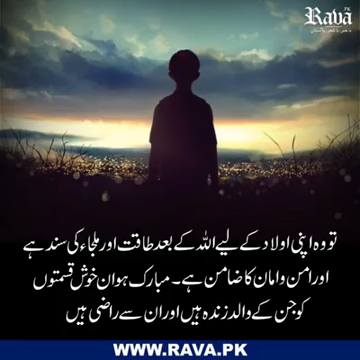 Rava.PK
تو وہ اپنی اولاد کے لیے اللہ کے بعد طاقت اور ملجاء کی سند ہے
اور امن و امان کا ضامن ہے۔ مبارک ہو ان خوش قسمتوں
کو جن کے والد زندہ ہیں اور ان سے راضی ہیں
WWW.RAVA.PK